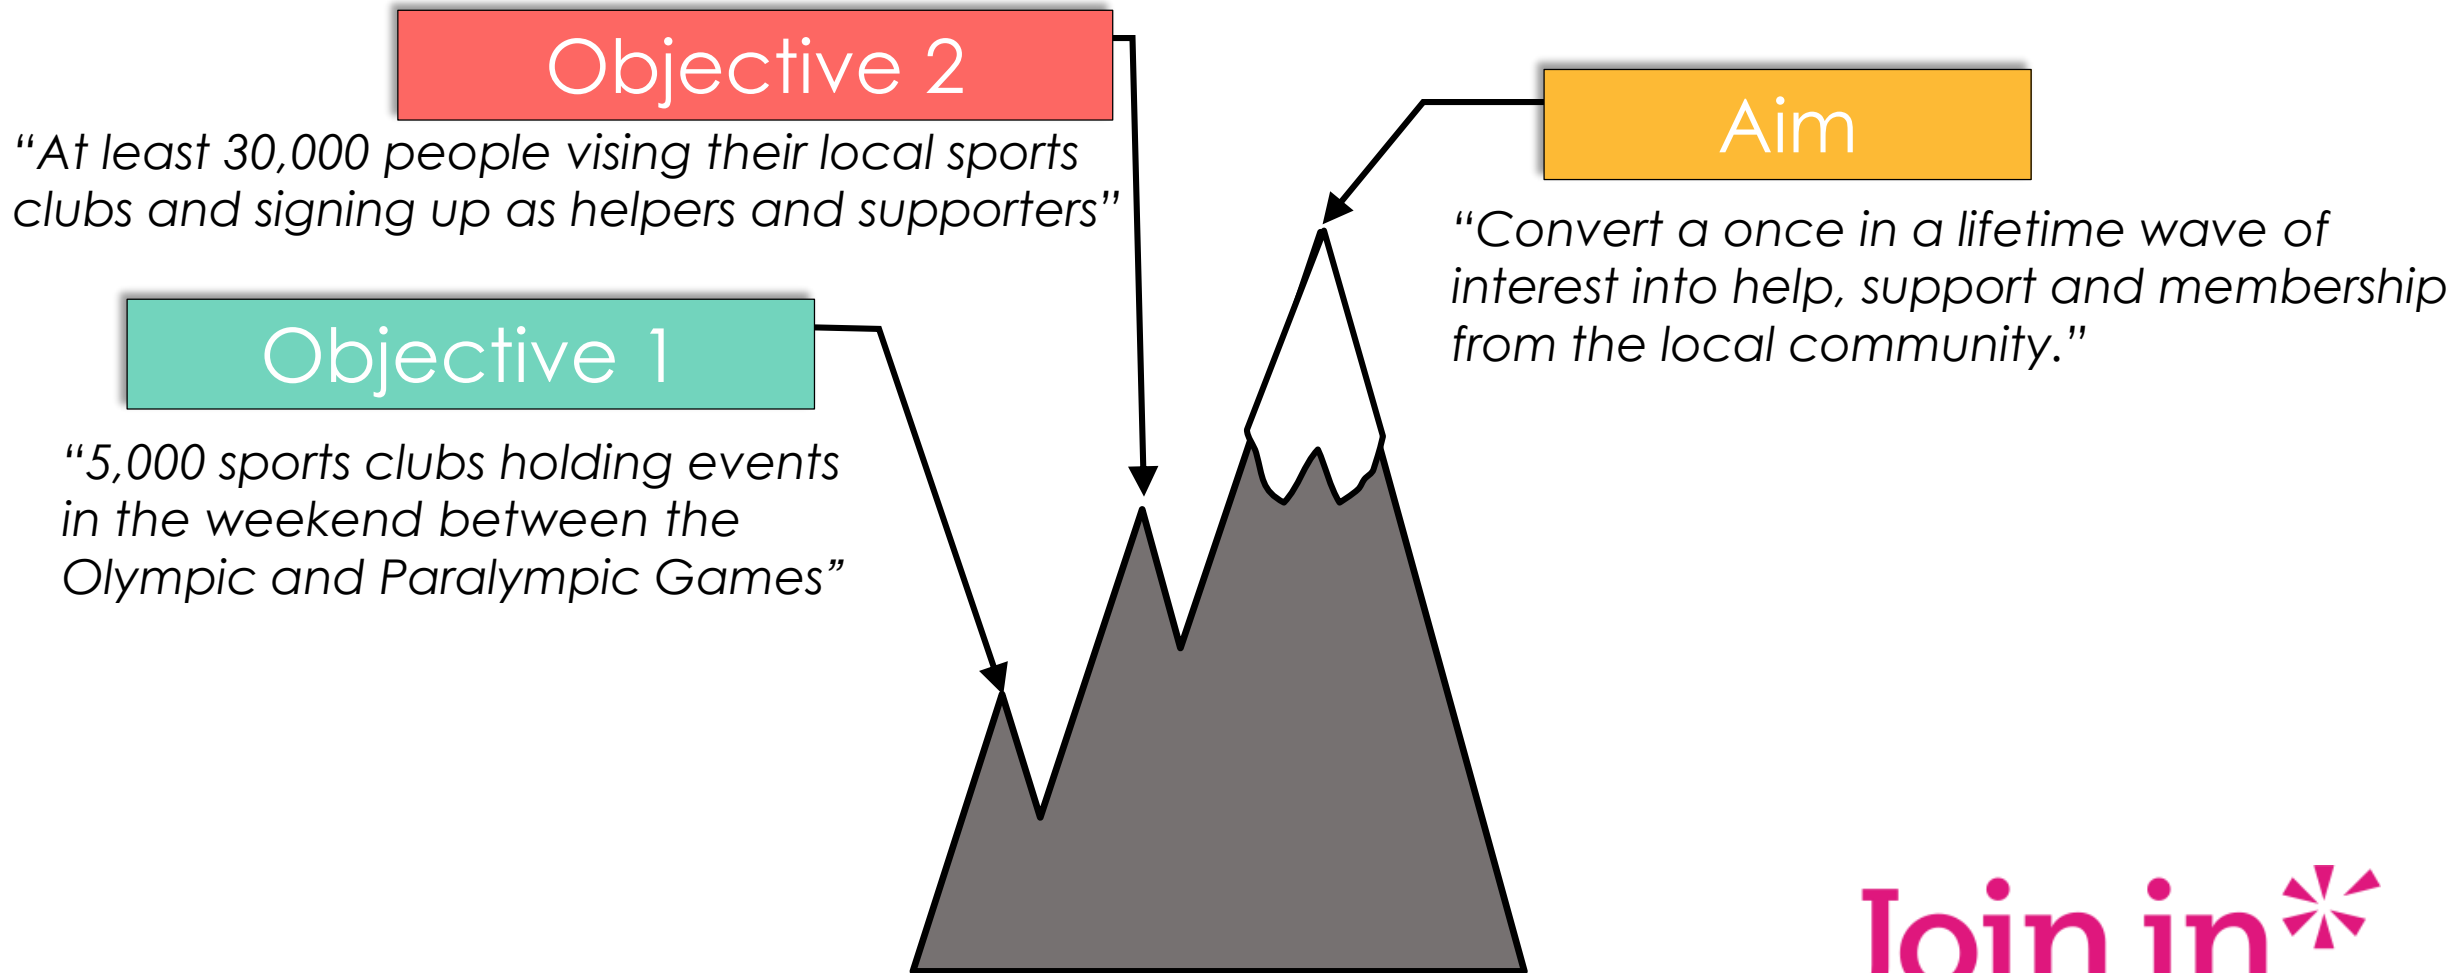 Objective 2
“At least 30,000 people vising their local sports
clubs and signing up as helpers and supporters”
Objective 1
“5,000 sports clubs holding events
in the weekend between the
Olympic and Paralympic Games”
Aim
“Convert a once in a lifetime wave of
interest into help, support and membership
from the local community.”
Join in